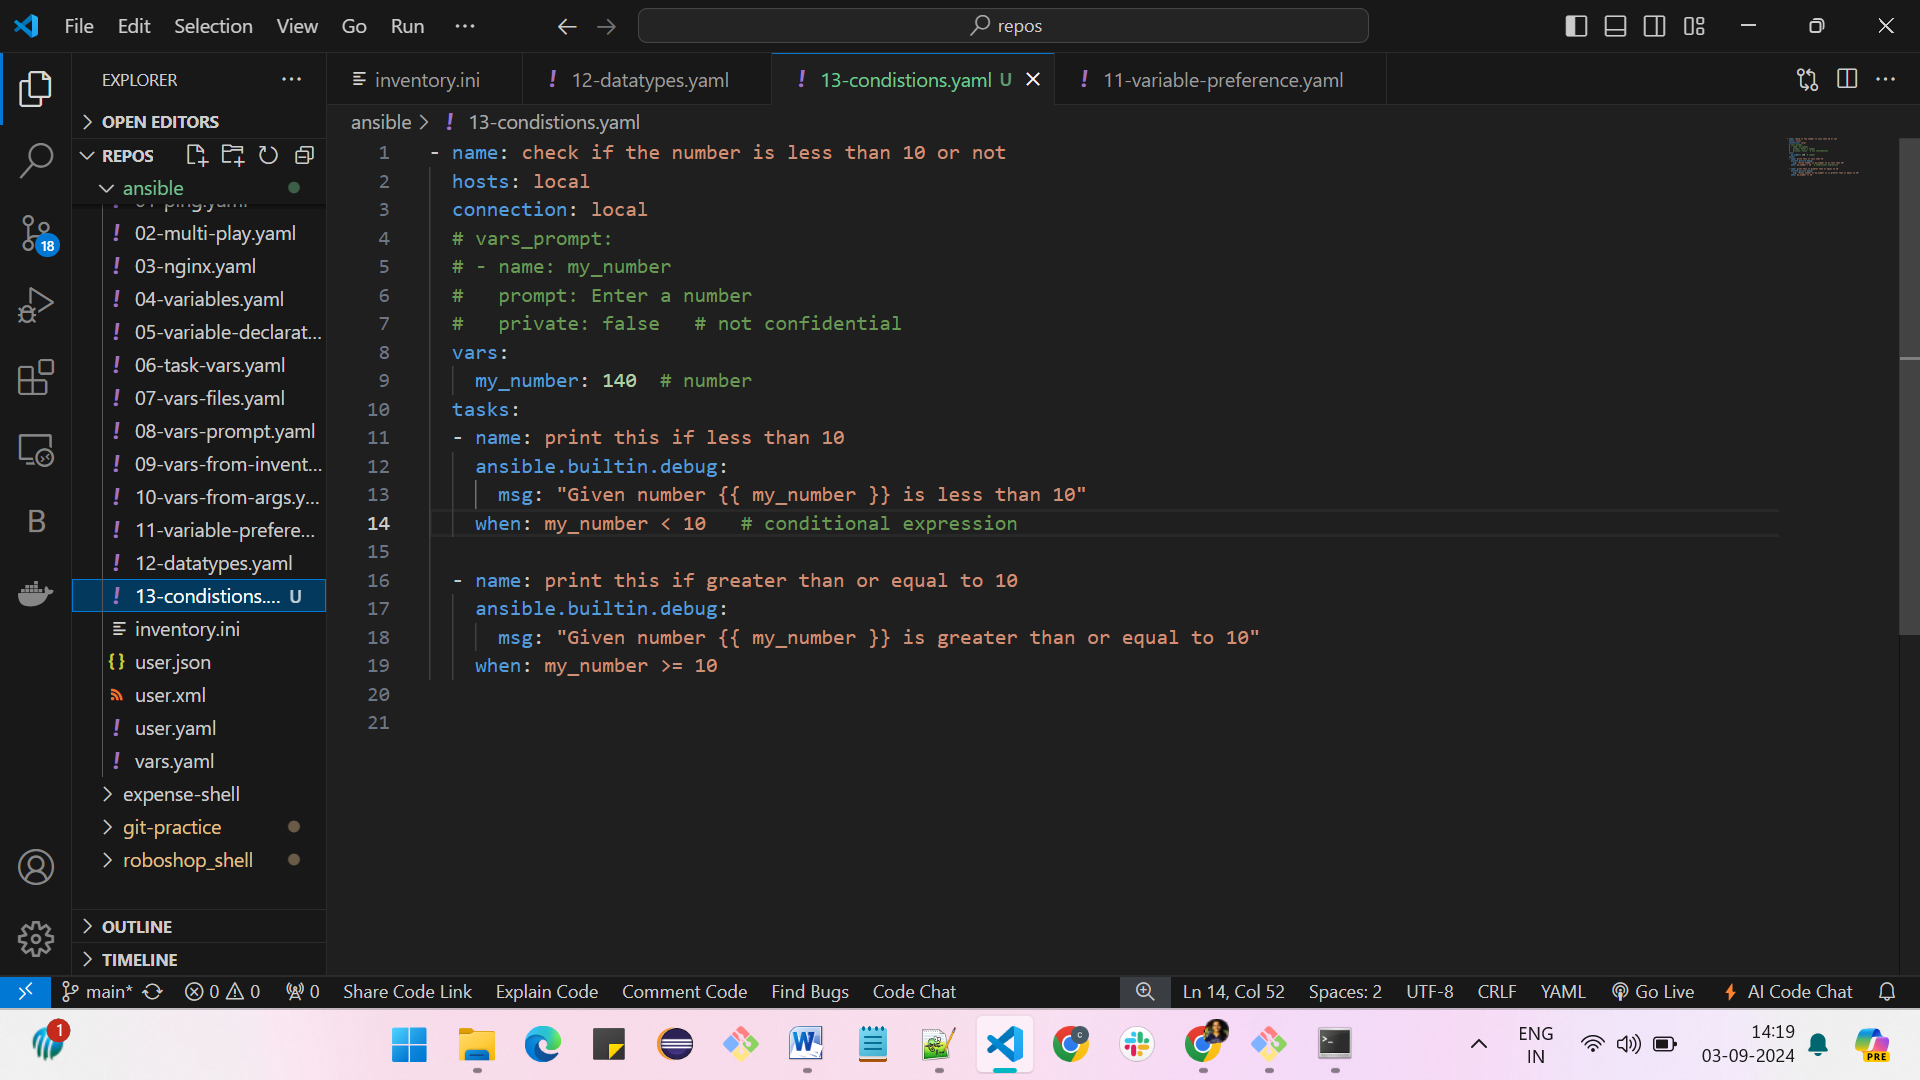 File Edit Selection View Go Run ···
repos
EXPLORER ···
OPEN EDITORS
REPOS
ansible
02-multi-play.yaml
03-nginx.yaml
04-variables.yaml
05-variable-declarat...
06-task-vars.yaml
07-vars-files.yaml
08-vars-prompt.yaml
09-vars-from-invent...
10-vars-from-args.y...
11-variable-prefere...
12-datatypes.yaml
13-condistions.... U
inventory.ini
user.json
user.xml
user.yaml
vars.yaml
expense-shell
git-practice
roboshop_shell
OUTLINE
TIMELINE
18
B
inventory.ini
! 12-datatypes.yaml
! 13-condistions.yaml U
! 11-variable-preference.yaml
ansible > ! 13-condistions.yaml
1 - name: check if the number is less than 10 or not
2 hosts: local
3 connection: local
4 # vars_prompt:
5 # - name: my_number
6 #   prompt: Enter a number
7 #   private: false   # not confidential
8 vars:
9 my_number: 140  # number
10 tasks:
11 - name: print this if less than 10
12 ansible.builtin.debug:
13 msg: "Given number {{ my_number }} is less than 10"
14 when: my_number < 10   # conditional expression
15
16 - name: print this if greater than or equal to 10
17 ansible.builtin.debug:
18 msg: "Given number {{ my_number }} is greater than or equal to 10"
19 when: my_number >= 10
20
21
main* 0 0 0 Share Code Link Explain Code Comment Code Find Bugs Code Chat Ln 14, Col 52 Spaces: 2 UTF-8 CRLF YAML Go Live AI Code Chat
1
ENG
IN
14:19
03-09-2024
PRE